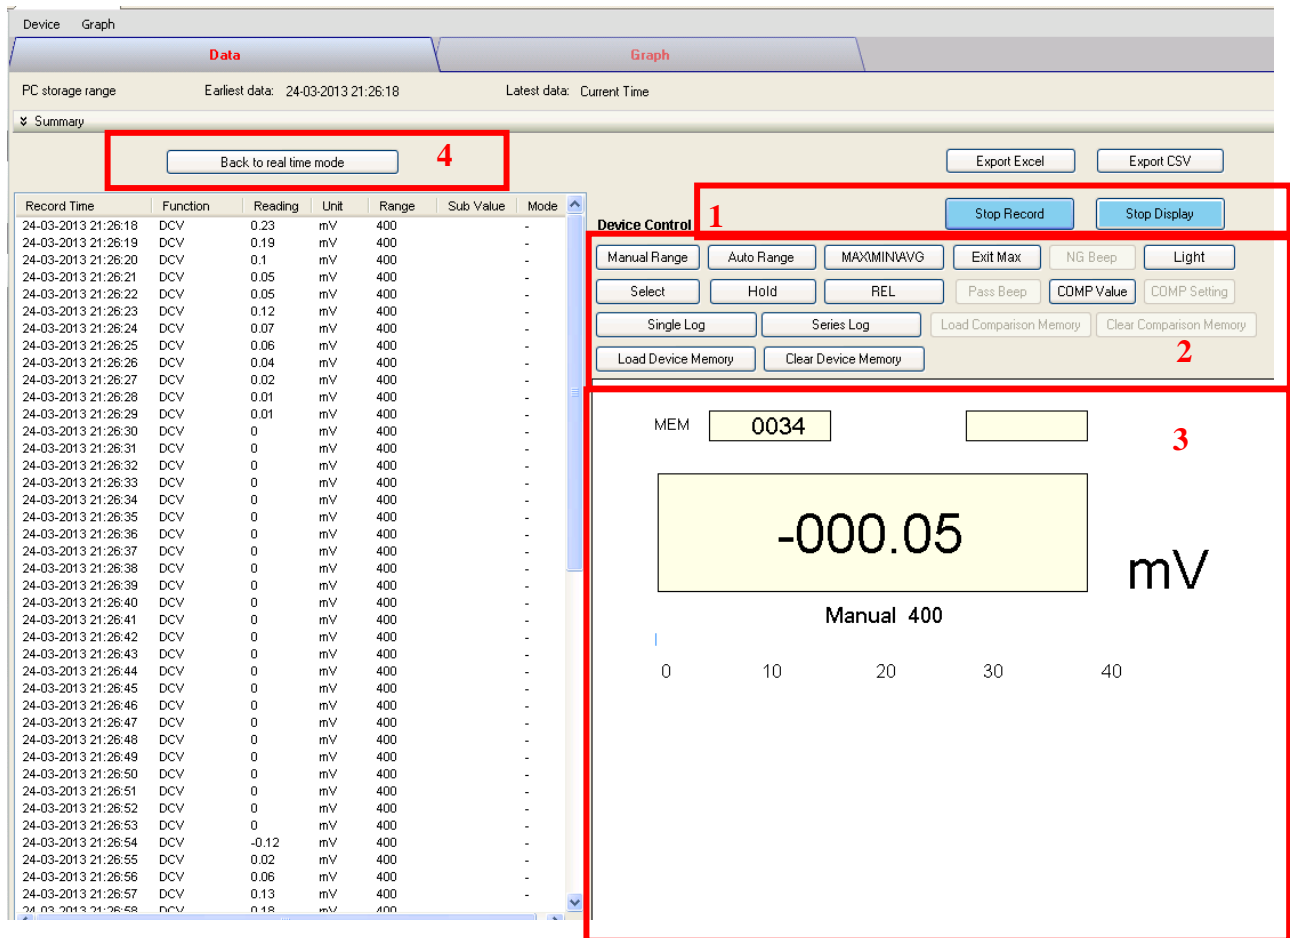 Device Graph
Data Graph
PC storage range Earliest data: 24-03-2013 21:26:18 Latest data: Current Time
Summary
Back to real time mode 4 Export Excel Export CSV
Record Time Function Reading Unit Range Sub Value Mode
1 Stop Record Stop Display
Device Control
24-03-2013 21:26:18 DCV 0.23 mV 400 -
24-03-2013 21:26:19 DCV 0.19 mV 400 -
24-03-2013 21:26:20 DCV 0.1 mV 400 -
24-03-2013 21:26:21 DCV 0.05 mV 400 -
24-03-2013 21:26:22 DCV 0.05 mV 400 -
24-03-2013 21:26:23 DCV 0.12 mV 400 -
24-03-2013 21:26:24 DCV 0.07 mV 400 -
24-03-2013 21:26:25 DCV 0.06 mV 400 -
24-03-2013 21:26:26 DCV 0.04 mV 400 -
24-03-2013 21:26:27 DCV 0.02 mV 400 -
24-03-2013 21:26:28 DCV 0.01 mV 400 -
24-03-2013 21:26:29 DCV 0.01 mV 400 -
24-03-2013 21:26:30 DCV 0 mV 400 -
24-03-2013 21:26:31 DCV 0 mV 400 -
24-03-2013 21:26:32 DCV 0 mV 400 -
24-03-2013 21:26:33 DCV 0 mV 400 -
24-03-2013 21:26:34 DCV 0 mV 400 -
24-03-2013 21:26:35 DCV 0 mV 400 -
24-03-2013 21:26:36 DCV 0 mV 400 -
24-03-2013 21:26:37 DCV 0 mV 400 -
24-03-2013 21:26:38 DCV 0 mV 400 -
24-03-2013 21:26:39 DCV 0 mV 400 -
24-03-2013 21:26:40 DCV 0 mV 400 -
24-03-2013 21:26:41 DCV 0 mV 400 -
24-03-2013 21:26:42 DCV 0 mV 400 -
24-03-2013 21:26:43 DCV 0 mV 400 -
24-03-2013 21:26:44 DCV 0 mV 400 -
24-03-2013 21:26:45 DCV 0 mV 400 -
24-03-2013 21:26:46 DCV 0 mV 400 -
24-03-2013 21:26:47 DCV 0 mV 400 -
24-03-2013 21:26:48 DCV 0 mV 400 -
24-03-2013 21:26:49 DCV 0 mV 400 -
24-03-2013 21:26:50 DCV 0 mV 400 -
24-03-2013 21:26:51 DCV 0 mV 400 -
24-03-2013 21:26:52 DCV 0 mV 400 -
24-03-2013 21:26:53 DCV 0 mV 400 -
24-03-2013 21:26:54 DCV -0.12 mV 400 -
24-03-2013 21:26:55 DCV 0.02 mV 400 -
24-03-2013 21:26:56 DCV 0.06 mV 400 -
24-03-2013 21:26:57 DCV 0.13 mV 400 -
24-03-2013 21:26:58 DCV 0.18 mV 400
Manual Range Auto Range MAX\MIN\AVG Exit Max NG Beep Light
Select Hold REL Pass Beep COMP Value COMP Setting
Single Log Series Log Load Comparison Memory Clear Comparison Memory
Load Device Memory Clear Device Memory 2
MEM 0034
3
-000.05
mV
Manual 400
0 10 20 30 40